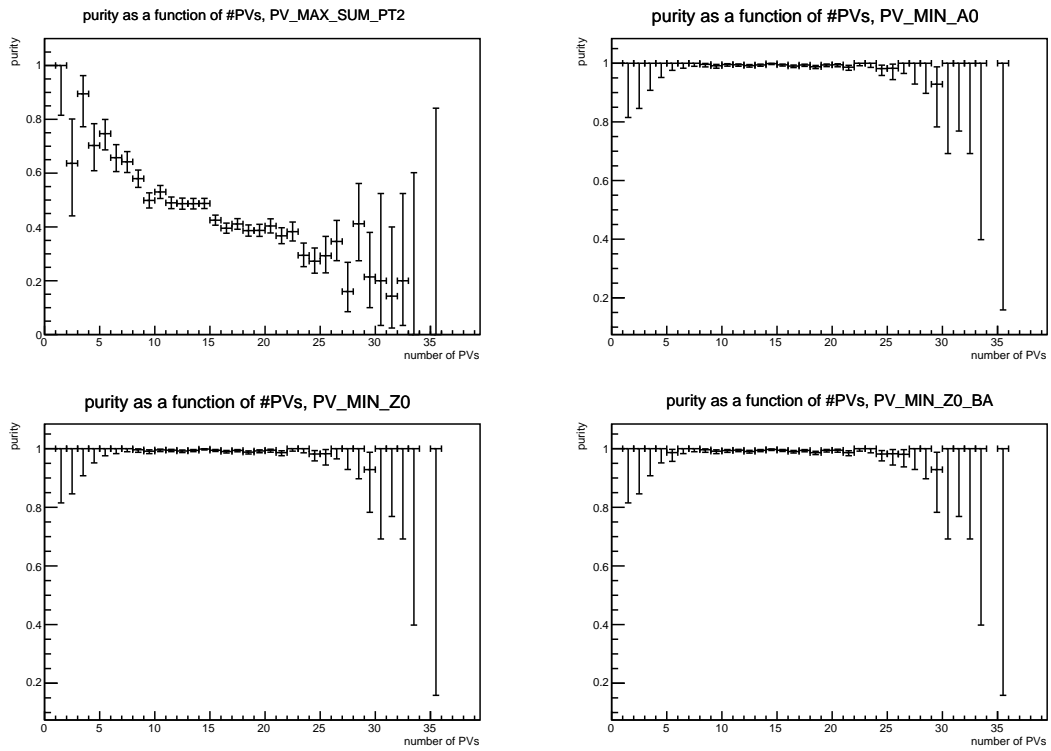 purity as a function of #PVs, PV_MAX_SUM_PT2
purity
1
0.8
0.6
0.4
0.2
0
0 5 10 15 20 25 30 35
number of PVs
purity as a function of #PVs, PV_MIN_A0
purity
1
0.8
0.6
0.4
0.2
0 5 10 15 20 25 30 35
number of PVs
purity as a function of #PVs, PV_MIN_Z0
purity
1
0.8
0.6
0.4
0.2
0 5 10 15 20 25 30 35
number of PVs
purity as a function of #PVs, PV_MIN_Z0_BA
purity
1
0.8
0.6
0.4
0.2
0 5 10 15 20 25 30 35
number of PVs